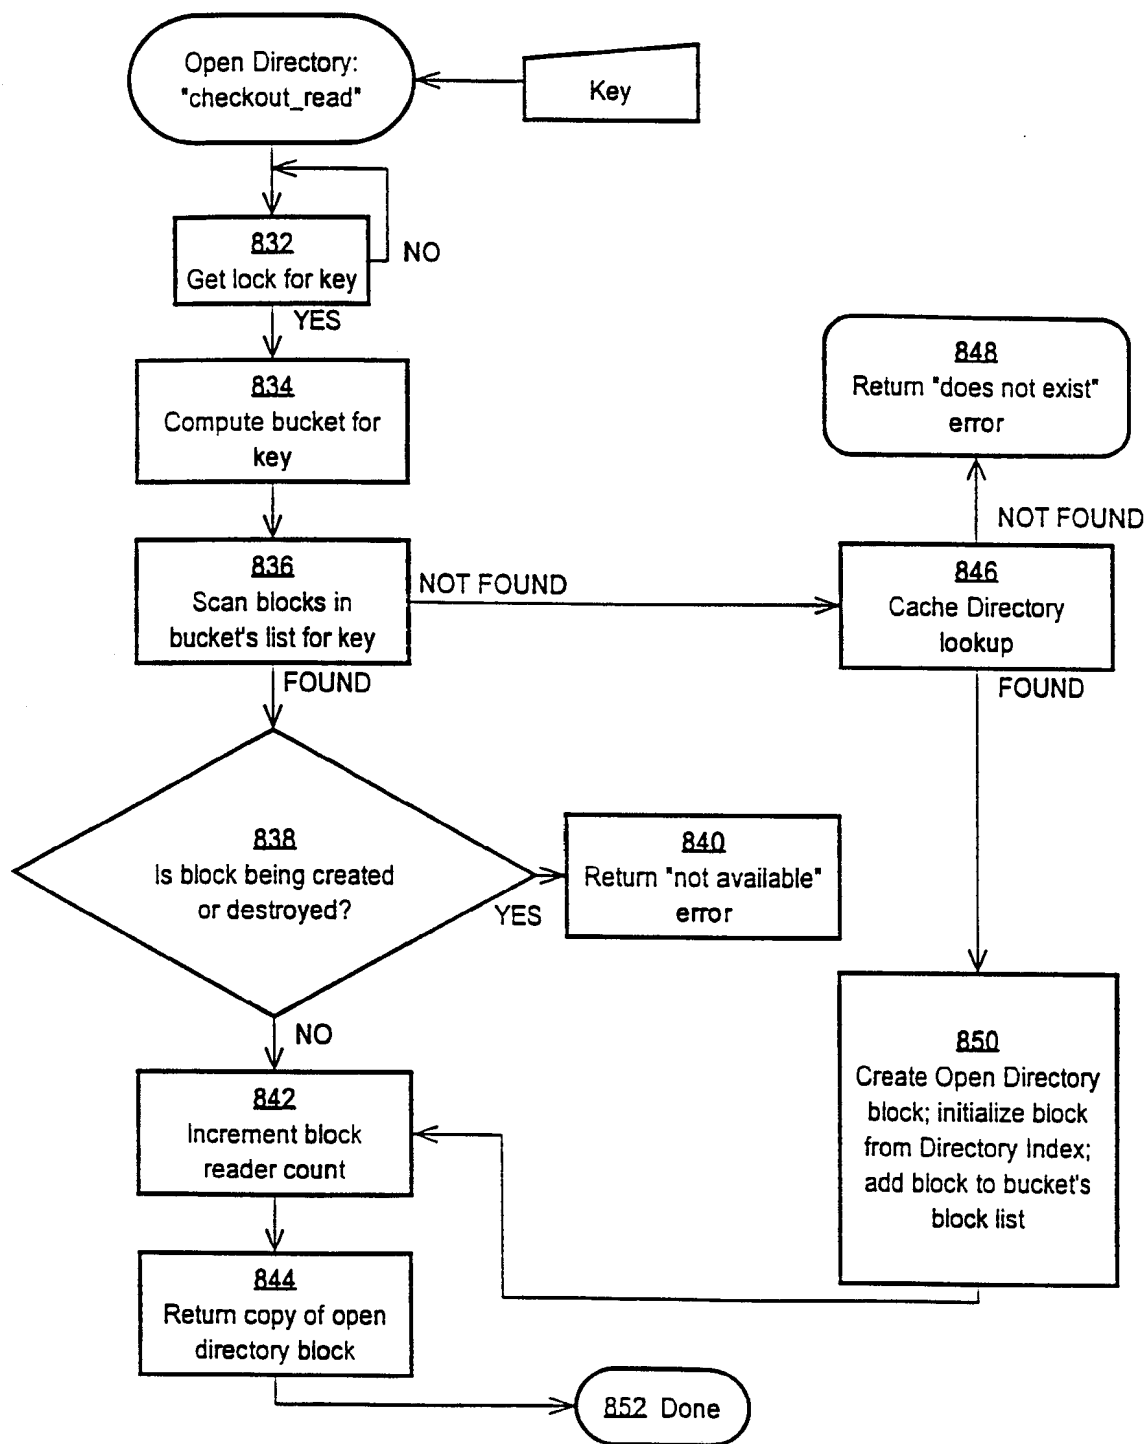 Open Directory:
"checkout_read"
Key
832
Get lock for key
NO
YES
834
Compute bucket for
key
836
Scan blocks in
bucket's list for key
NOT FOUND
FOUND
848
Return "does not exist"
error
NOT FOUND
846
Cache Directory
lookup
FOUND
838
Is block being created
or destroyed?
YES
840
Return "not available"
error
NO
842
Increment block
reader count
850
Create Open Directory
block; initialize block
from Directory Index;
add block to bucket's
block list
844
Return copy of open
directory block
852 Done